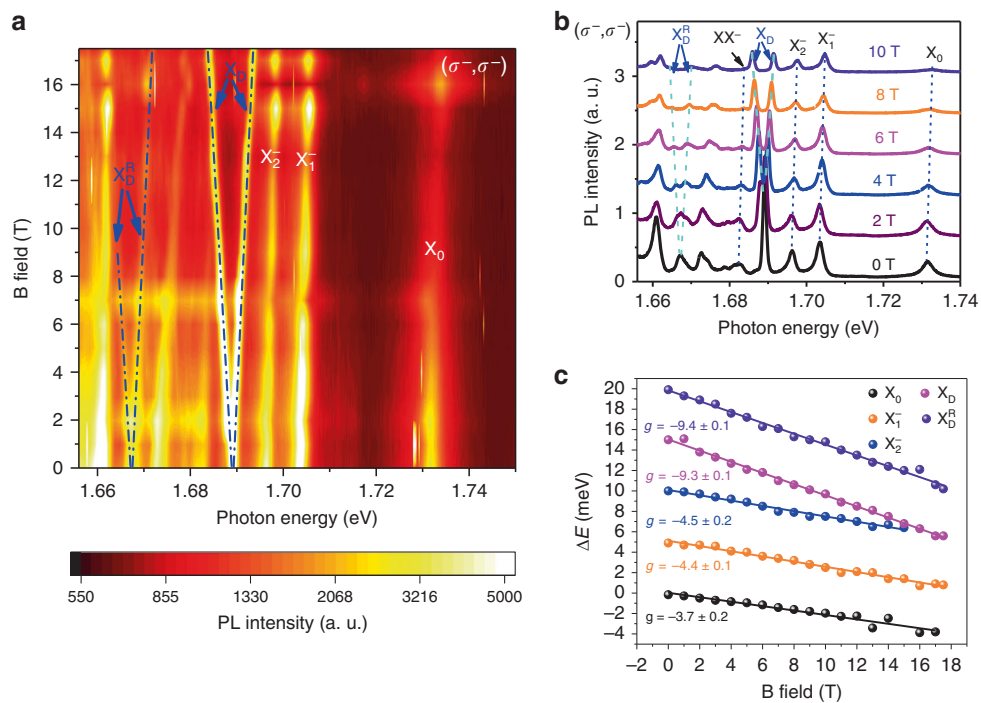 a
(σ⁻,σ⁻)
X_D
X_D^R
X₂⁻
X₁⁻
X₀
B field (T)
16
14
12
10
8
6
4
2
0
1.66
1.68
1.70
1.72
1.74
Photon energy (eV)
550
855
1330
2068
3216
5000
PL intensity (a. u.)
b
(σ⁻,σ⁻)
X_D^R
XX⁻
X_D
X₂⁻
X₁⁻
X₀
10 T
8 T
6 T
4 T
2 T
0 T
PL intensity (a. u.)
3
2
1
0
1.66
1.68
1.70
1.72
1.74
Photon energy (eV)
c
X₀
X_D
X₁⁻
X_D^R
X₂⁻
g = −9.4 ± 0.1
g = −9.3 ± 0.1
g = −4.5 ± 0.2
g = −4.4 ± 0.1
g = −3.7 ± 0.2
ΔE (meV)
20
18
16
14
12
10
8
6
4
2
0
−2
−4
−2
0
2
4
6
8
10
12
14
16
18
B field (T)